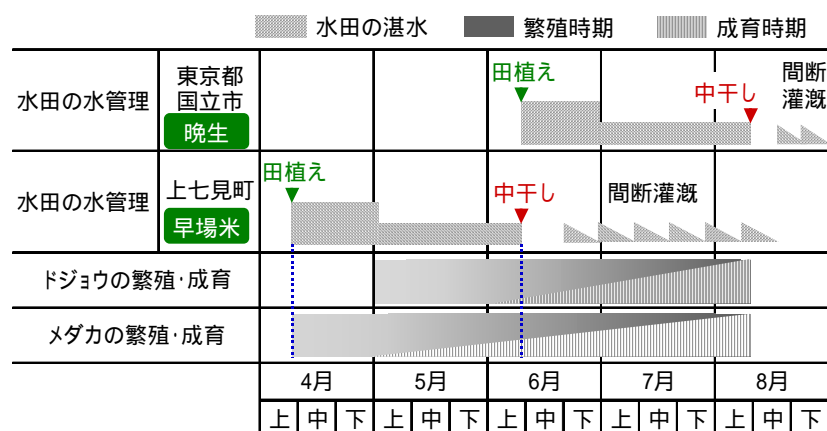 水田の湛水 繁殖時期 成育時期
水田の水管理
東京都
国立市
晩生
田植え
中干し
間断
灌漑
水田の水管理
上七見町
早場米
田植え
中干し
間断灌漑
ドジョウの繁殖・成育
メダカの繁殖・成育
4月 5月 6月 7月 8月
上 中 下 上 中 下 上 中 下 上 中 下 上 中 下